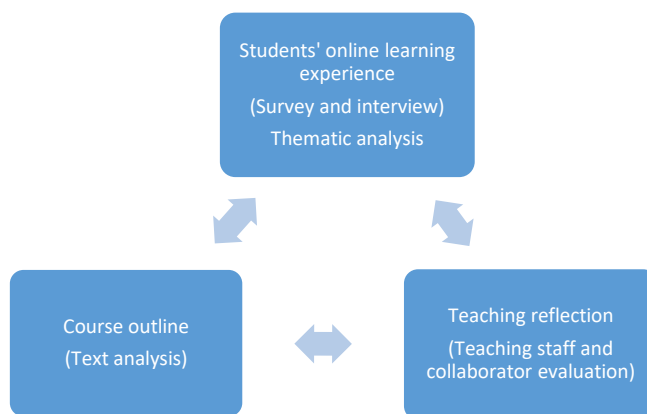 Students' online learning
experience
(Survey and interview)
Thematic analysis
Course outline
(Text analysis)
Teaching reflection
(Teaching staff and
collaborator evaluation)